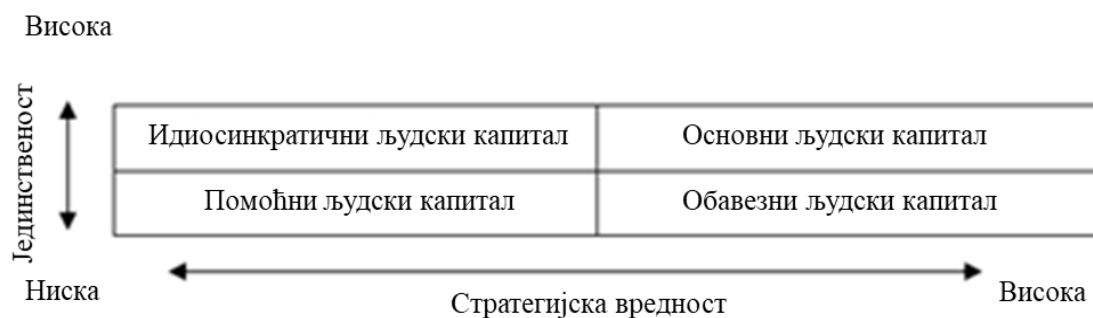 Висока
Јединственост
Идиосинкратични људски капитал
Основни људски капитал
Помоћни људски капитал
Обавезни људски капитал
Ниска
Стратегијска вредност
Висока